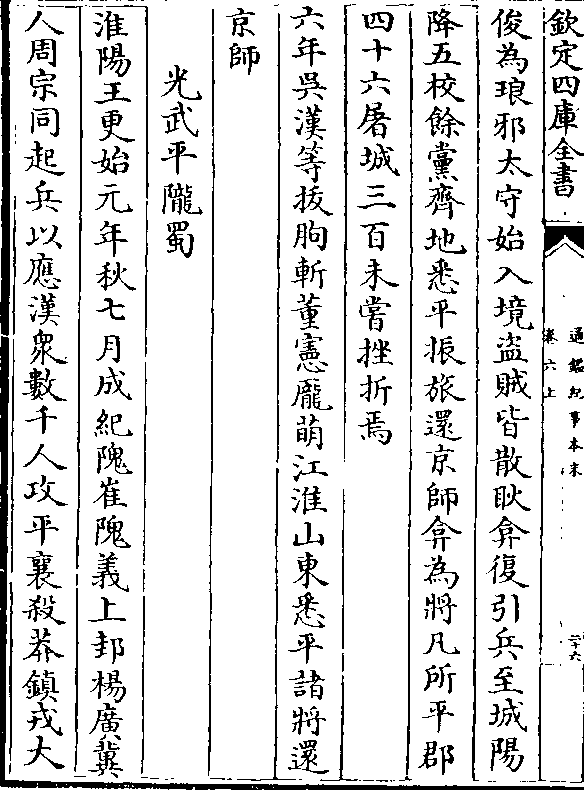 欽定四庫全書
通鑑紀事本末
卷六上
三十六
俊為琅邪太守始入境盜賊皆散耿弇復引兵至城陽
降五校餘黨齊地悉平振旅還京師弇為將凡所平郡
四十六屠城三百未嘗挫折焉
六年吳漢等拔朐斬董憲龐萌江淮山東悉平諸將還
京師
光武平隴蜀
淮陽王更始元年秋七月成紀隗崔隗義上邽楊廣冀
人周宗同起兵以應漢衆數千人攻平襄殺莽鎮戎大